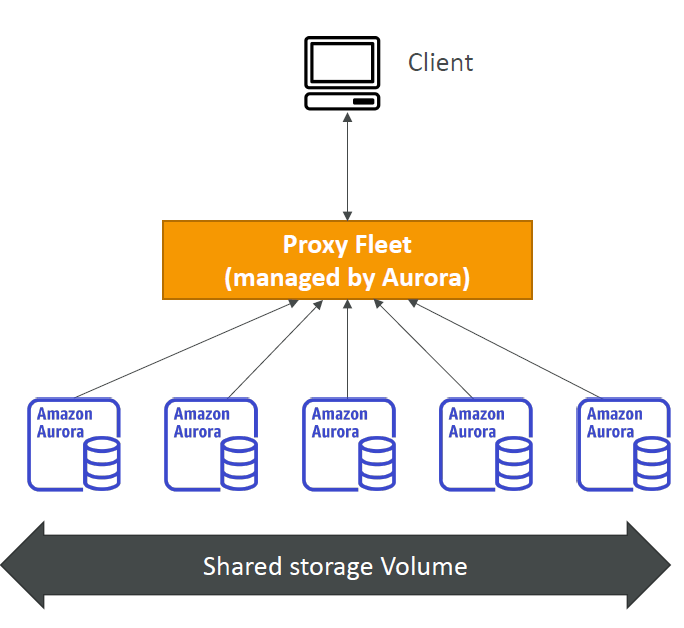 Client
Proxy Fleet
(managed by Aurora)
Amazon
Aurora
Amazon
Aurora
Amazon
Aurora
Amazon
Aurora
Amazon
Aurora
Shared storage Volume